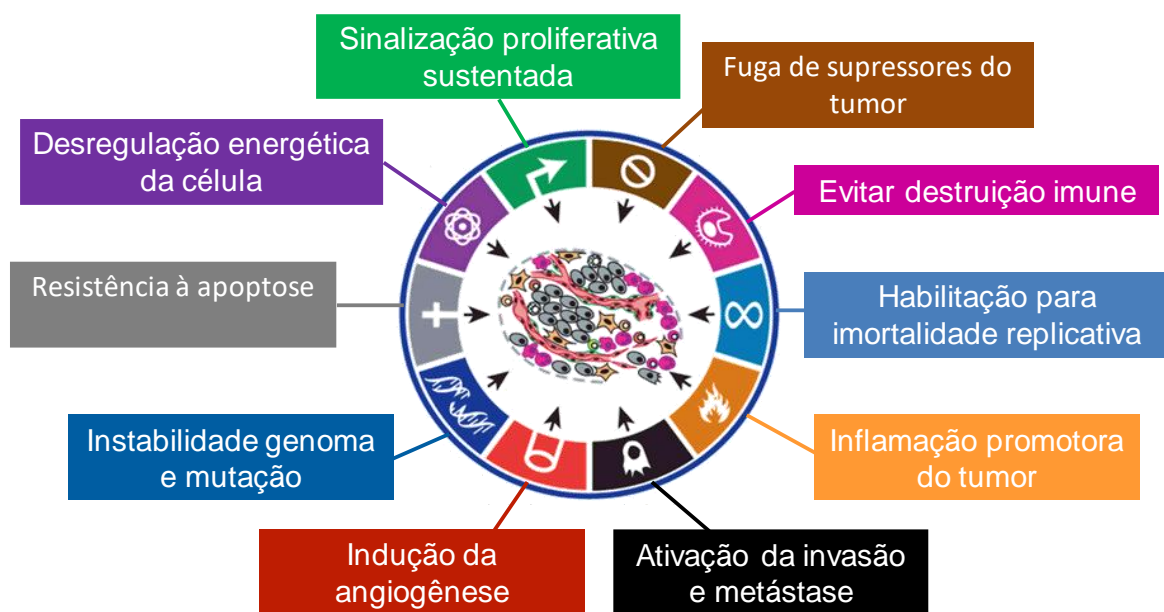 Sinalização proliferativa
sustentada
Fuga de supressores do
tumor
Desregulação energética
da célula
Evitar destruição imune
Resistência à apoptose
Habilitação para
imortalidade replicativa
Instabilidade genoma
e mutação
Inflamação promotora
do tumor
Indução da
angiogênese
Ativação da invasão
e metástase